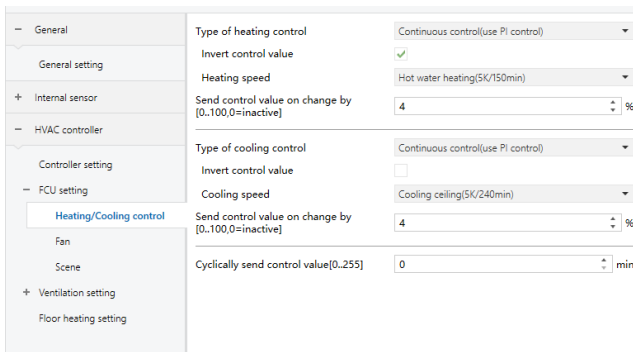 General
General setting
Internal sensor
HVAC controller
Controller setting
FCU setting
Heating/Cooling control
Fan
Scene
Ventilation setting
Floor heating setting
Type of heating control Continuous control(use PI control)
Invert control value
Heating speed Hot water heating(5K/150min)
Send control value on change by
[0..100,0=inactive] 4 %
Type of cooling control Continuous control(use PI control)
Invert control value
Cooling speed Cooling ceiling(5K/240min)
Send control value on change by
[0..100,0=inactive] 4 %
Cyclically send control value[0..255] 0 min